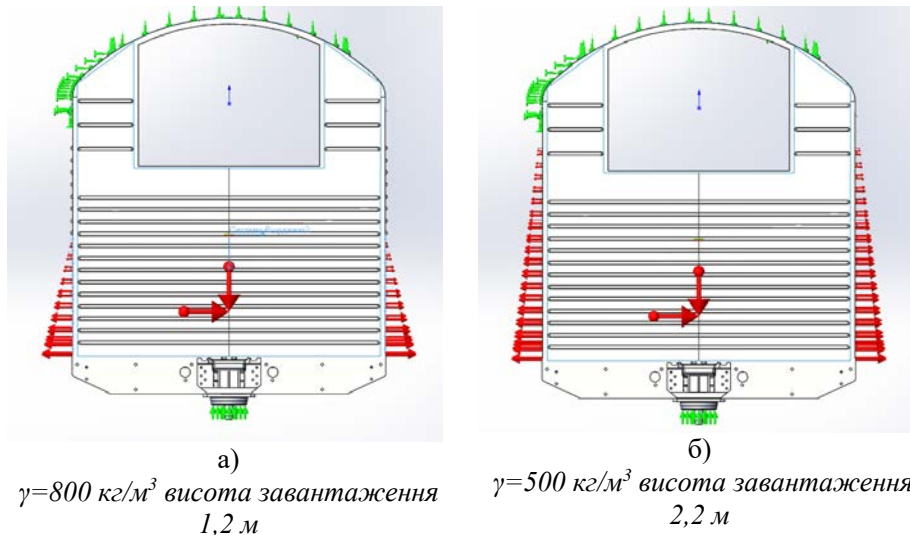 а)
γ=800 кг/м³ висота завантаження
1,2 м
б)
γ=500 кг/м³ висота завантаження
2,2 м